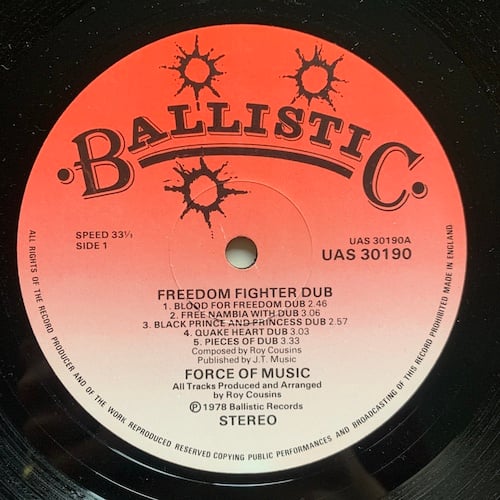 BALLISTIC
SPEED 33⅓
SIDE 1
UAS 30190A
UAS 30190
FREEDOM FIGHTER DUB
1. BLOOD FOR FREEDOM DUB 2.46
2. FREE NAMBIA WITH DUB 3.06
3. BLACK PRINCE AND PRINCESS DUB 2.57
4. QUAKE HEART DUB 3.03
5. PIECES OF DUB 3.33
Composed by Roy Cousins
Published by J.T. Music
FORCE OF MUSIC
All Tracks Produced and Arranged
by Roy Cousins
Ⓟ 1978 Ballistic Records
STEREO
ALL RIGHTS OF THE RECORD PRODUCER AND OF THE WORK REPRODUCED RESERVED COPYING PUBLIC PERFORMANCES AND BROADCASTING OF THIS RECORD PROHIBITED MADE IN ENGLAND